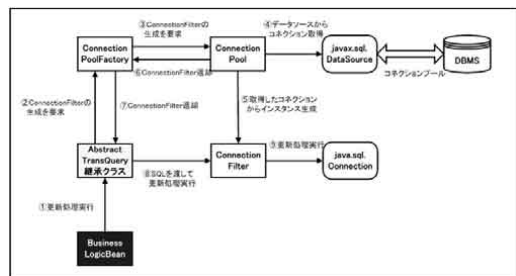 ③ConnectionFilterの
生成を要求
④データソースから
コネクション取得
Connection
PoolFactory
Connection
Pool
javax.sql.
DataSource
DBMS
コネクションプール
⑥ConnectionFilter返却
②ConnectionFilterの
生成を要求
⑦ConnectionFilter返却
⑤取得したコネクション
からインスタンス生成
Abstract
TransQuery
継承クラス
⑧SQLを渡して
更新処理実行
Connection
Filter
⑨更新処理実行
java.sql.
Connection
①更新処理実行
Business
LogicBean